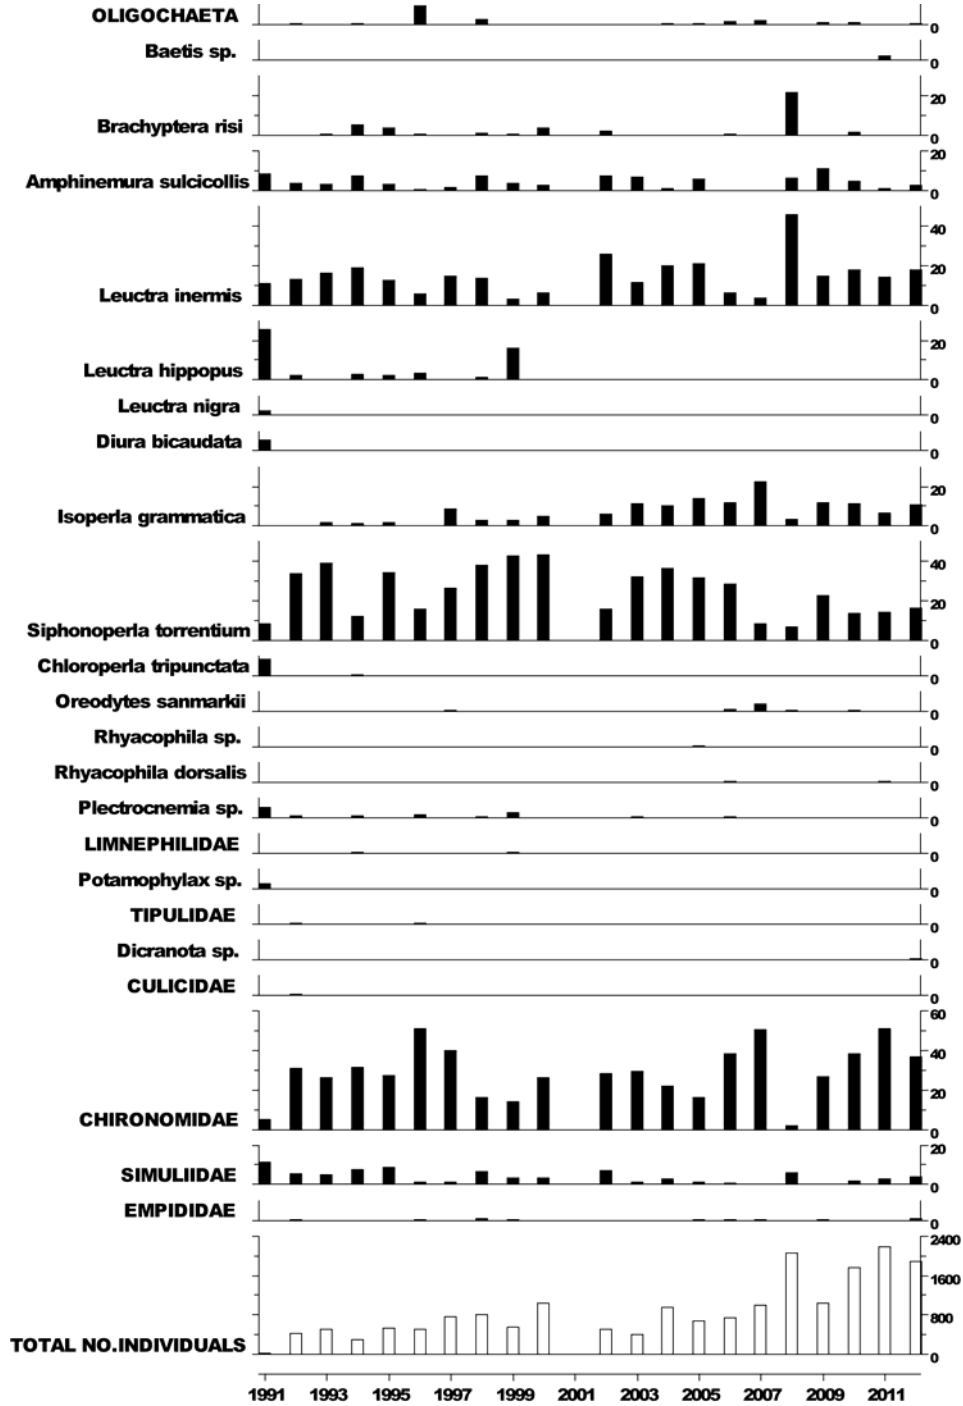 OLIGOCHAETA 0
Baetis sp. 0
20
Brachyptera risi 0
20
Amphinemura sulcicollis 0
40
20
Leuctra inermis 0
20
Leuctra hippopus 0
Leuctra nigra 0
Diura bicaudata 0
20
Isoperla grammatica 0
40
20
Siphonoperla torrentium 0
Chloroperla tripunctata 0
Oreodytes sanmarkii 0
Rhyacophila sp. 0
Rhyacophila dorsalis 0
Plectrocnemia sp. 0
LIMNEPHILIDAE 0
Potamophylax sp. 0
TIPULIDAE 0
Dicranota sp. 0
CULICIDAE 0
60
40
20
CHIRONOMIDAE 0
20
SIMULIIDAE 0
EMPIDIDAE 0
2400
1600
800
TOTAL NO.INDIVIDUALS 0
1991 1993 1995 1997 1999 2001 2003 2005 2007 2009 2011